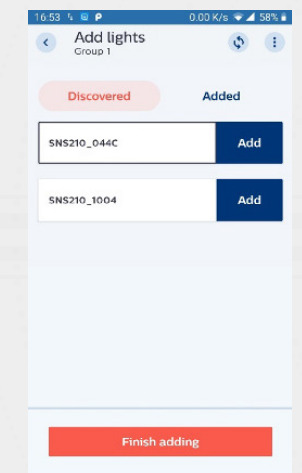 16:53 0.00 K/s 58%
Add lights
Group 1
Discovered Added
SNS210_044C Add
SNS210_1004 Add
Finish adding